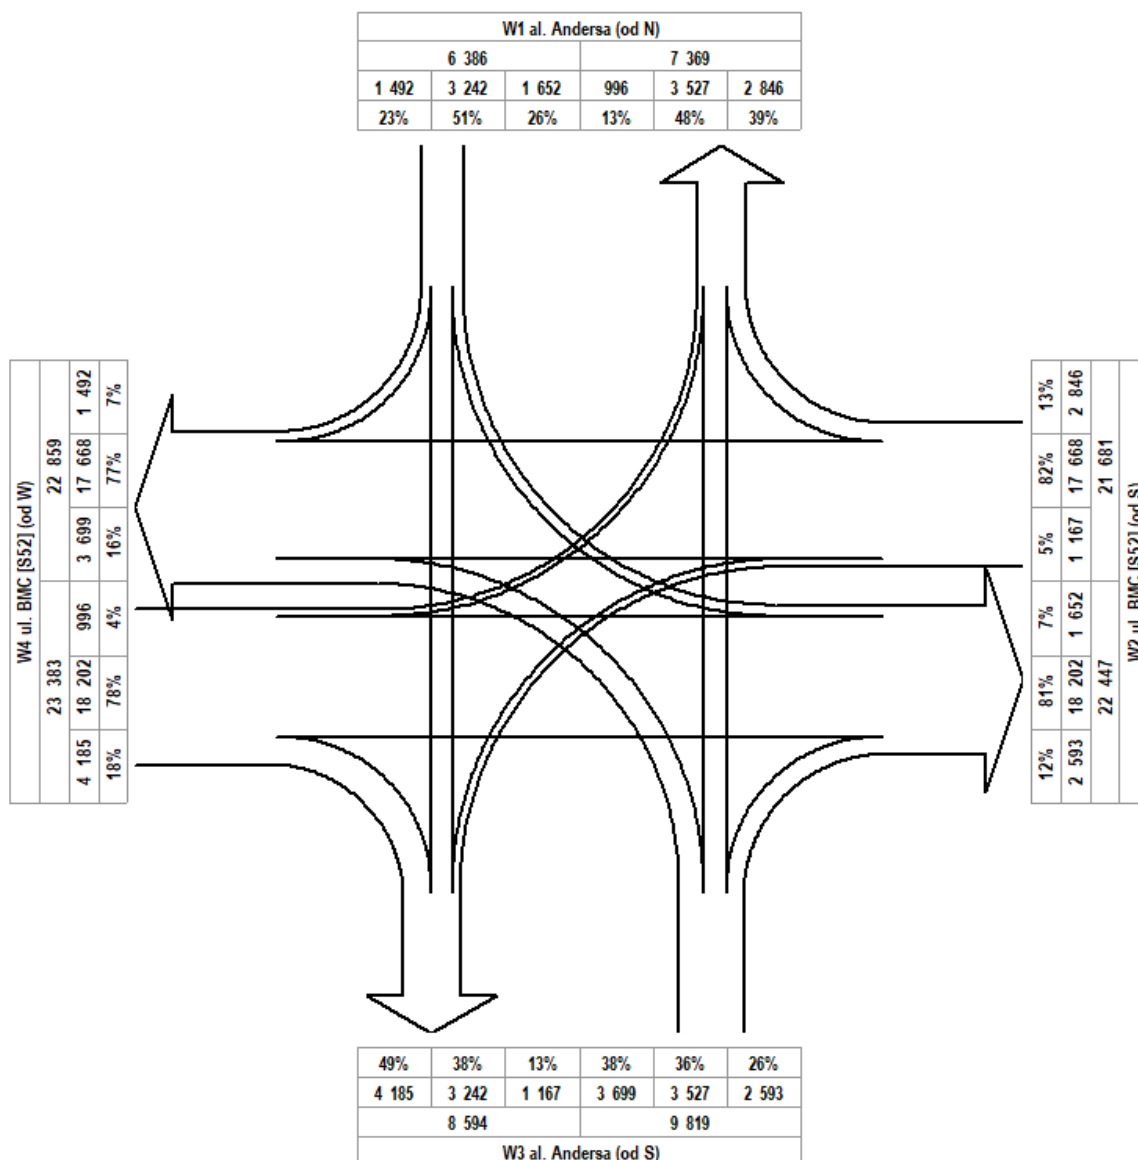 W1 al. Andersa (od N)
6 386 7 369
1 492 3 242 1 652 996 3 527 2 846
23% 51% 26% 13% 48% 39%
W4 ul. BMC [S52] (od W)
23 383 22 859
4 185 18 202 996 3 699 17 668 1 492
18% 78% 4% 16% 77% 7%
12% 81% 7% 5% 82% 13%
2 593 18 202 1 652 1 167 17 668 2 846
22 447 21 681
W2 ul. BMC [S52] (od S)
49% 38% 13% 38% 36% 26%
4 185 3 242 1 167 3 699 3 527 2 593
8 594 9 819
W3 al. Andersa (od S)